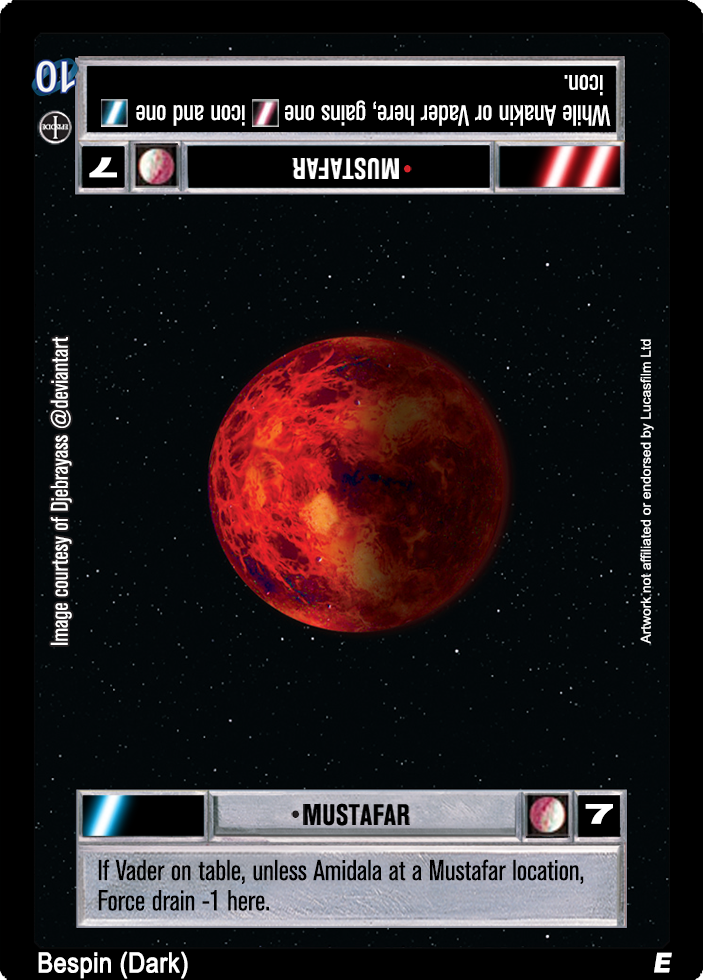 10
EPISODE I
While Anakin or Vader here, gains one icon and one
icon.
7
•MUSTAFAR
Image courtesy of Djebrayass @deviantart
Artwork not affiliated or endorsed by Lucasfilm Ltd
•MUSTAFAR
7
If Vader on table, unless Amidala at a Mustafar location,
Force drain -1 here.
Bespin (Dark)
E